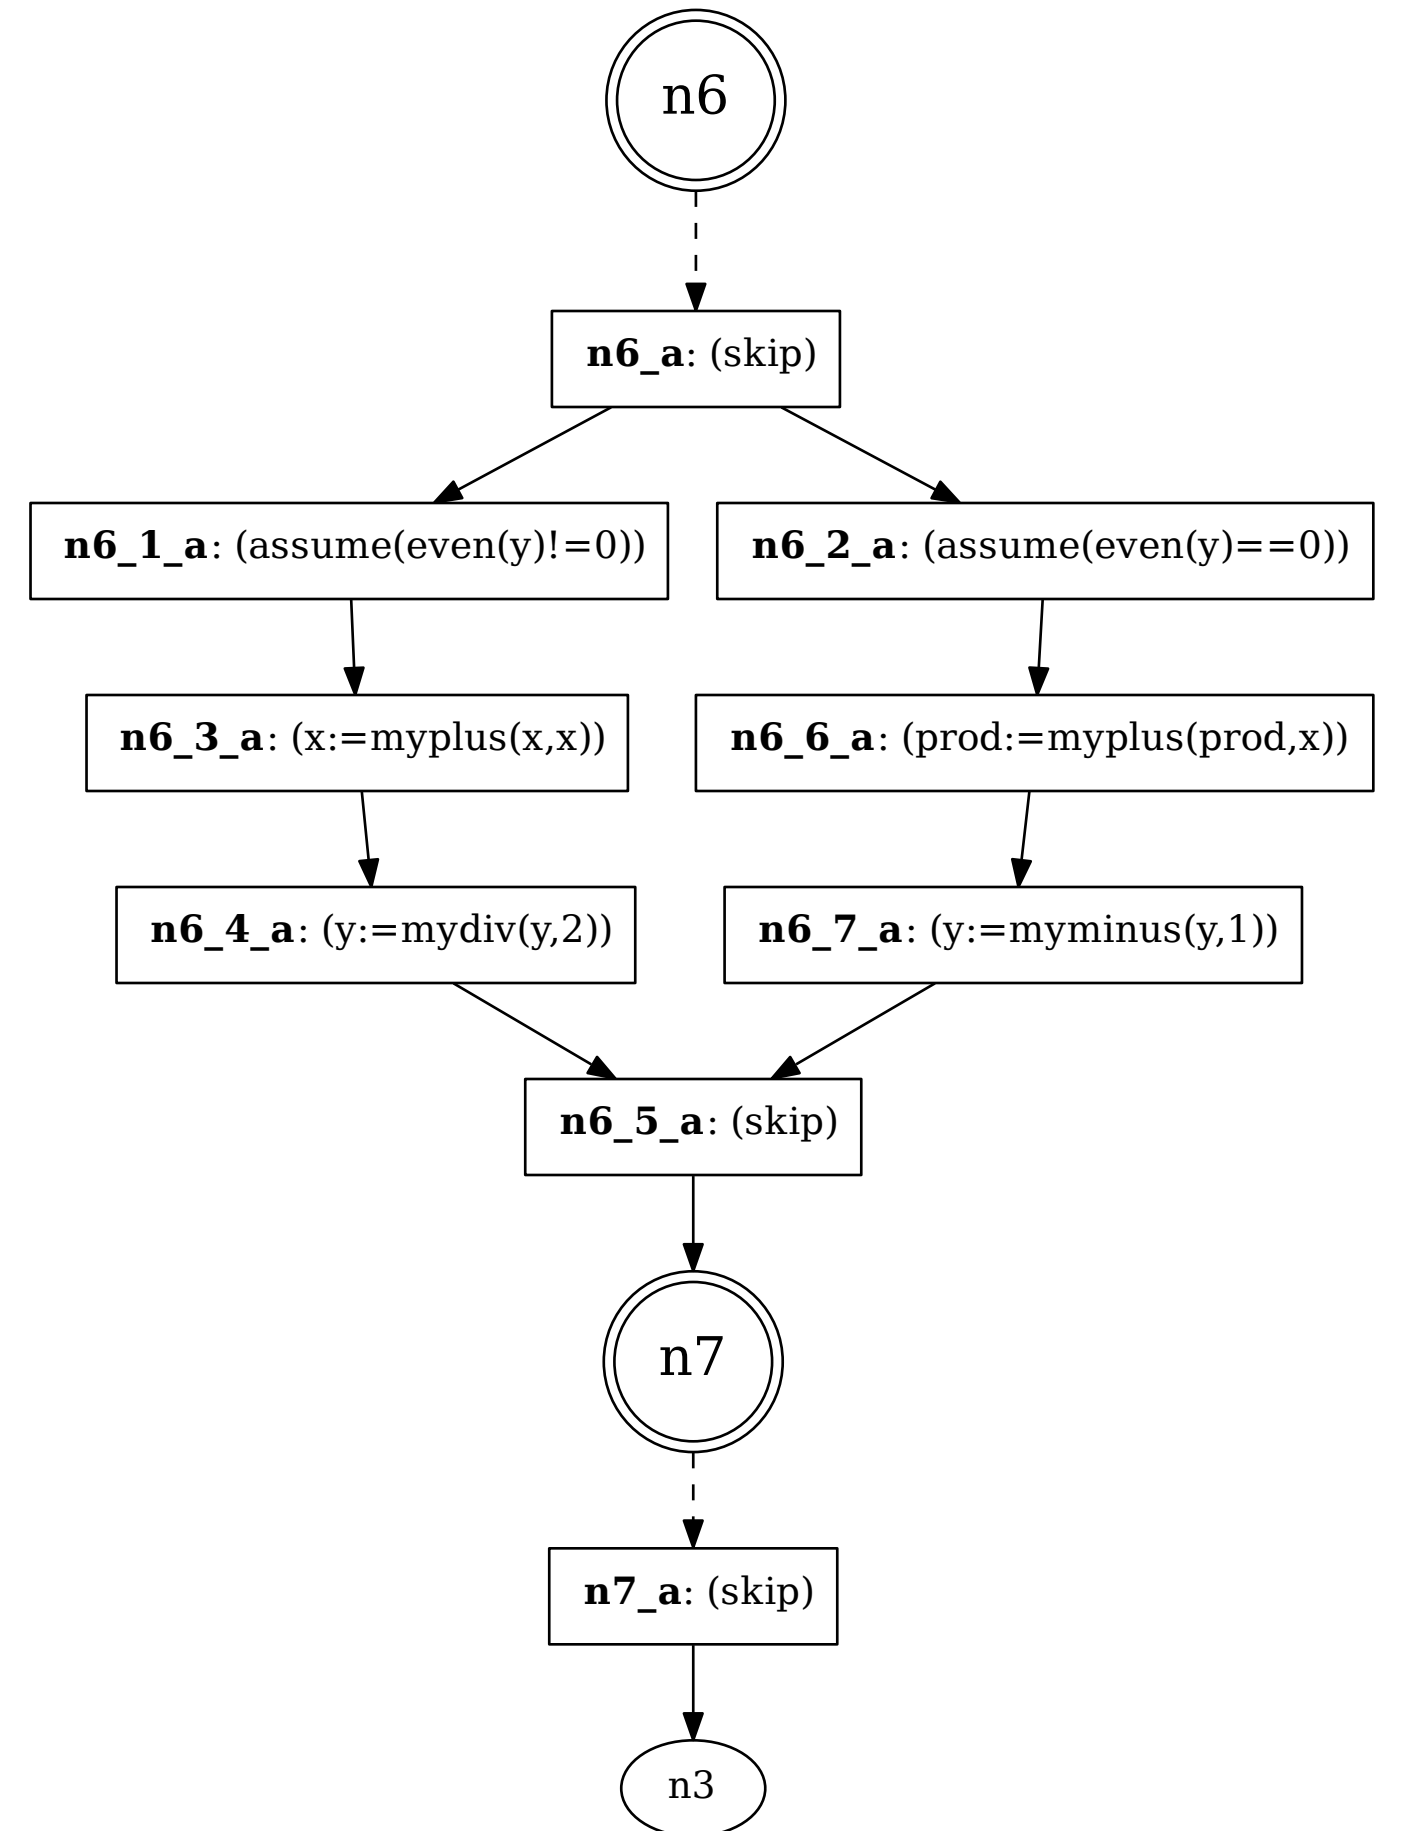 n6
n6_a: (skip)
n6_1_a: (assume(even(y)!=0))
n6_2_a: (assume(even(y)==0))
n6_3_a: (x:=myplus(x,x))
n6_6_a: (prod:=myplus(prod,x))
n6_4_a: (y:=mydiv(y,2))
n6_7_a: (y:=myminus(y,1))
n6_5_a: (skip)
n7
n7_a: (skip)
n3